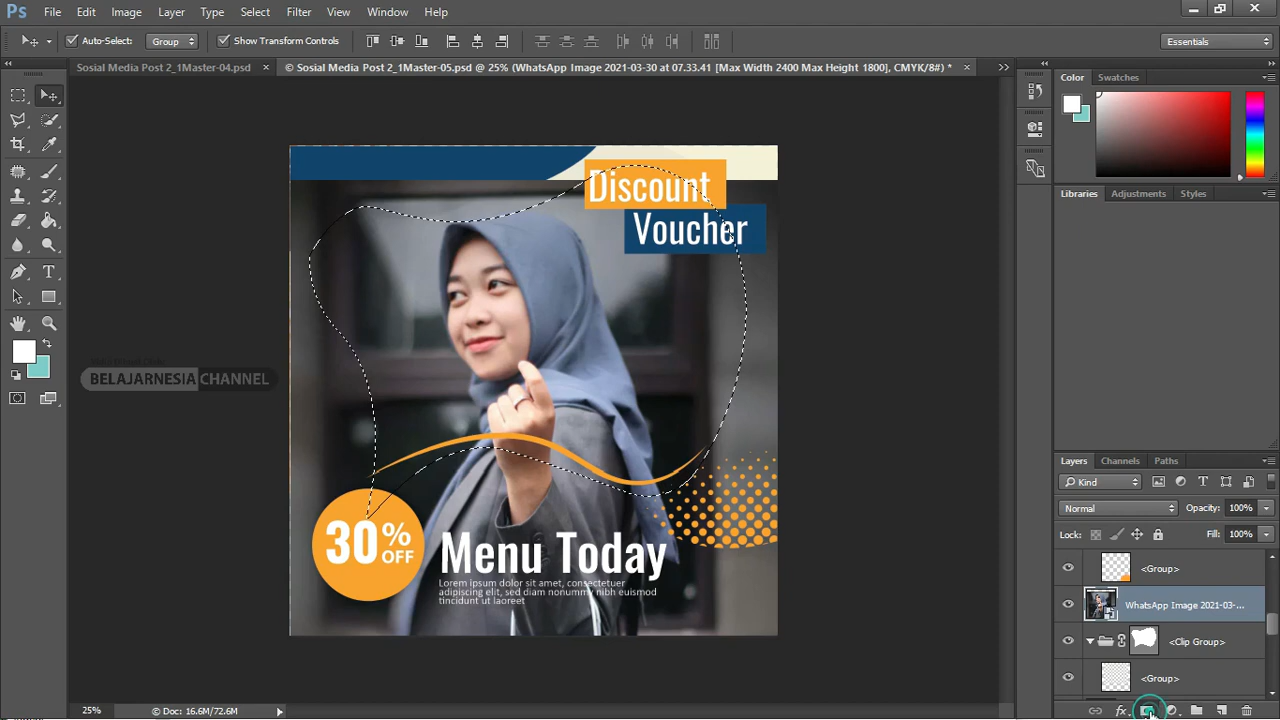 Ps File Edit Image Layer Type Select Filter View Window Help
Auto-Select: Group Show Transform Controls Essentials
Sosial Media Post 2_1Master-04.psd × © Sosial Media Post 2_1Master-05.psd @ 25% (WhatsApp Image 2021-03-30 at 07.33.41 [Max Width 2400 Max Height 1800], CMYK/8#) * ×
Color Swatches
Libraries Adjustments Styles
Discount
Voucher
BELAJARNESIA CHANNEL
30%
OFF
Menu Today
Lorem ipsum dolor sit amet, consectetuer
adipiscing elit, sed diam nonummy nibh euismod
tincidunt ut laoreet
Layers Channels Paths
Kind
Normal Opacity: 100%
Lock: Fill: 100%
<Group>
WhatsApp Image 2021-03-...
<Clip Group>
<Group>
25% © Doc: 16.6M/72.6M